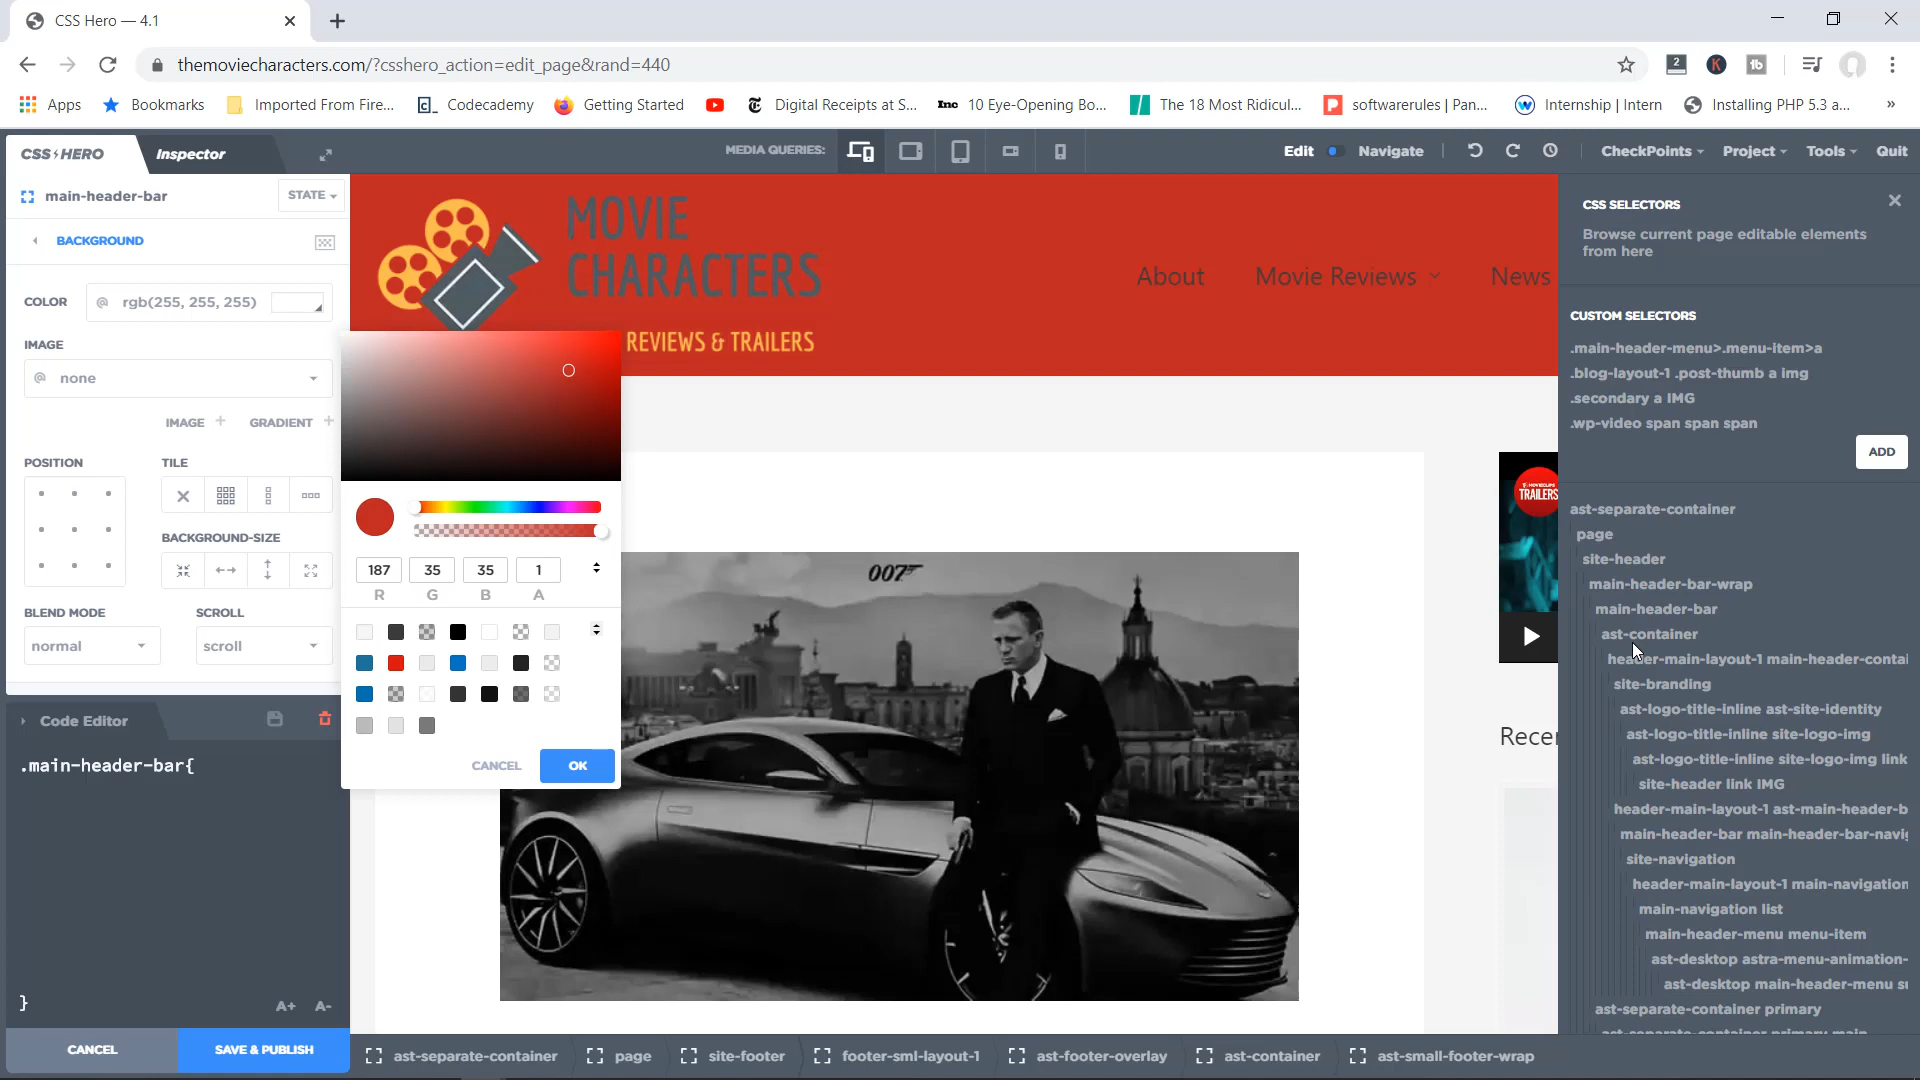 CSS Hero — 4.1
themoviecharacters.com/?csshero_action=edit_page&rand=440
2
K
tb
Apps
Bookmarks
Imported From Fire...
Codecademy
Getting Started
Digital Receipts at S...
Inc 10 Eye-Opening Bo...
The 18 Most Ridicul...
softwarerules | Pan...
Internship | Intern
Installing PHP 5.3 a...
»
CSS HERO
Inspector
MEDIA QUERIES:
Edit
Navigate
CheckPoints
Project
Tools
Quit
main-header-bar
STATE
BACKGROUND
COLOR
@ rgb(255, 255, 255)
IMAGE
@ none
IMAGE +
GRADIENT +
POSITION
TILE
BACKGROUND-SIZE
BLEND MODE
SCROLL
normal
scroll
Code Editor
.main-header-bar{
}
A+
A-
CANCEL
SAVE & PUBLISH
187
35
35
1
R
G
B
A
CANCEL
OK
MOVIE
CHARACTERS
REVIEWS & TRAILERS
About
Movie Reviews
News
007
TRAILERS
Recen
CSS SELECTORS
Browse current page editable elements
from here
CUSTOM SELECTORS
.main-header-menu>.menu-item>a
.blog-layout-1 .post-thumb a img
.secondary a IMG
.wp-video span span span
ADD
ast-separate-container
page
site-header
main-header-bar-wrap
main-header-bar
ast-container
header-main-layout-1 main-header-contai
site-branding
ast-logo-title-inline ast-site-identity
ast-logo-title-inline site-logo-img
ast-logo-title-inline site-logo-img link
site-header link IMG
header-main-layout-1 ast-main-header-b
main-header-bar main-header-bar-navig
site-navigation
header-main-layout-1 main-navigation
main-navigation list
main-header-menu menu-item
ast-desktop astra-menu-animation-
ast-desktop main-header-menu su
ast-separate-container primary
ast-separate-container primary main
ast-separate-container
page
site-footer
footer-sml-layout-1
ast-footer-overlay
ast-container
ast-small-footer-wrap